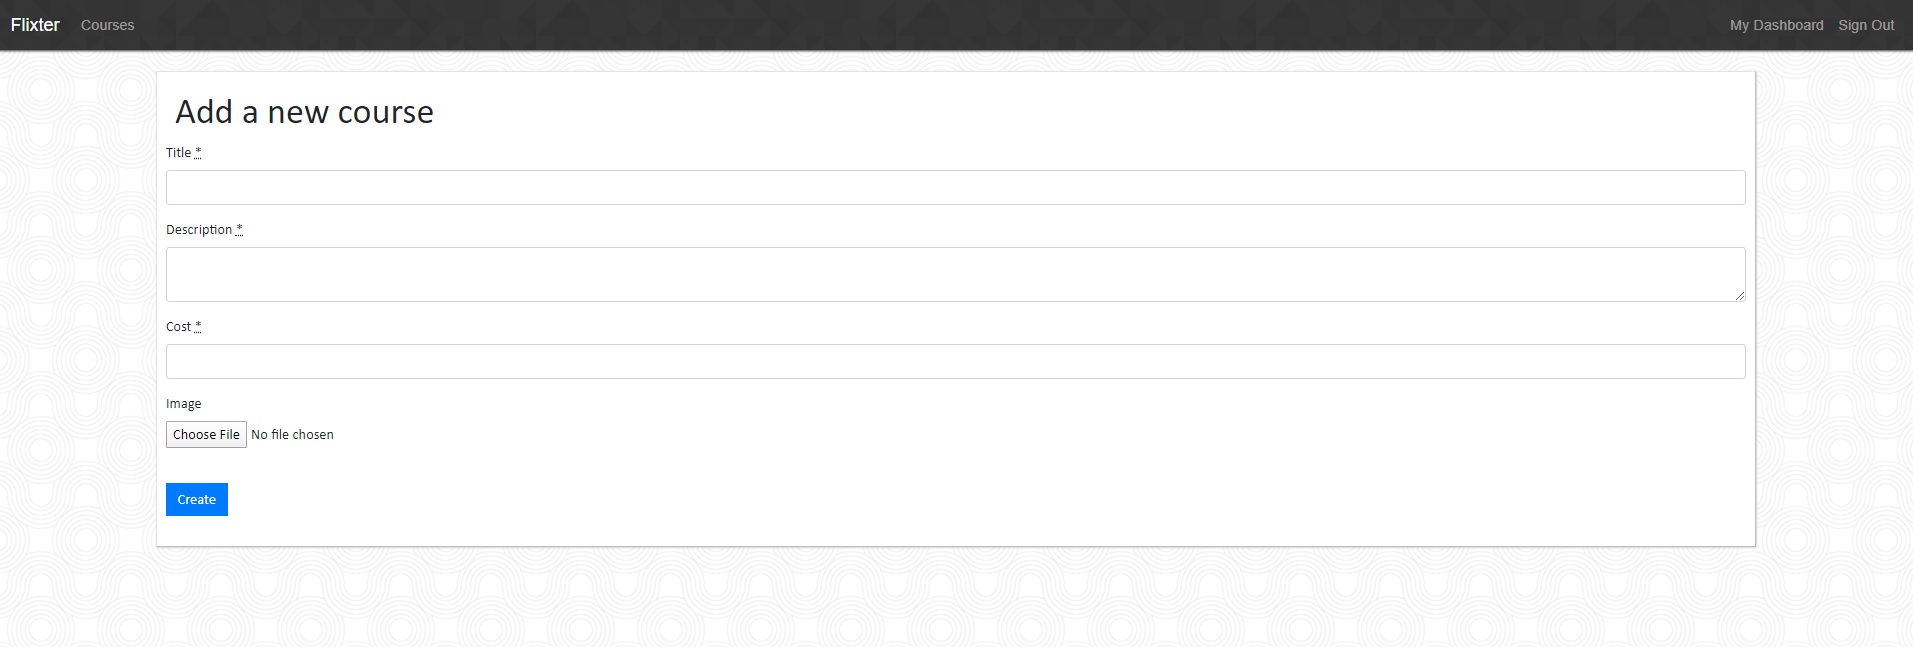 Flixter Courses My Dashboard Sign Out
Add a new course
Title *
Description *
Cost *
Image
Choose File No file chosen
Create